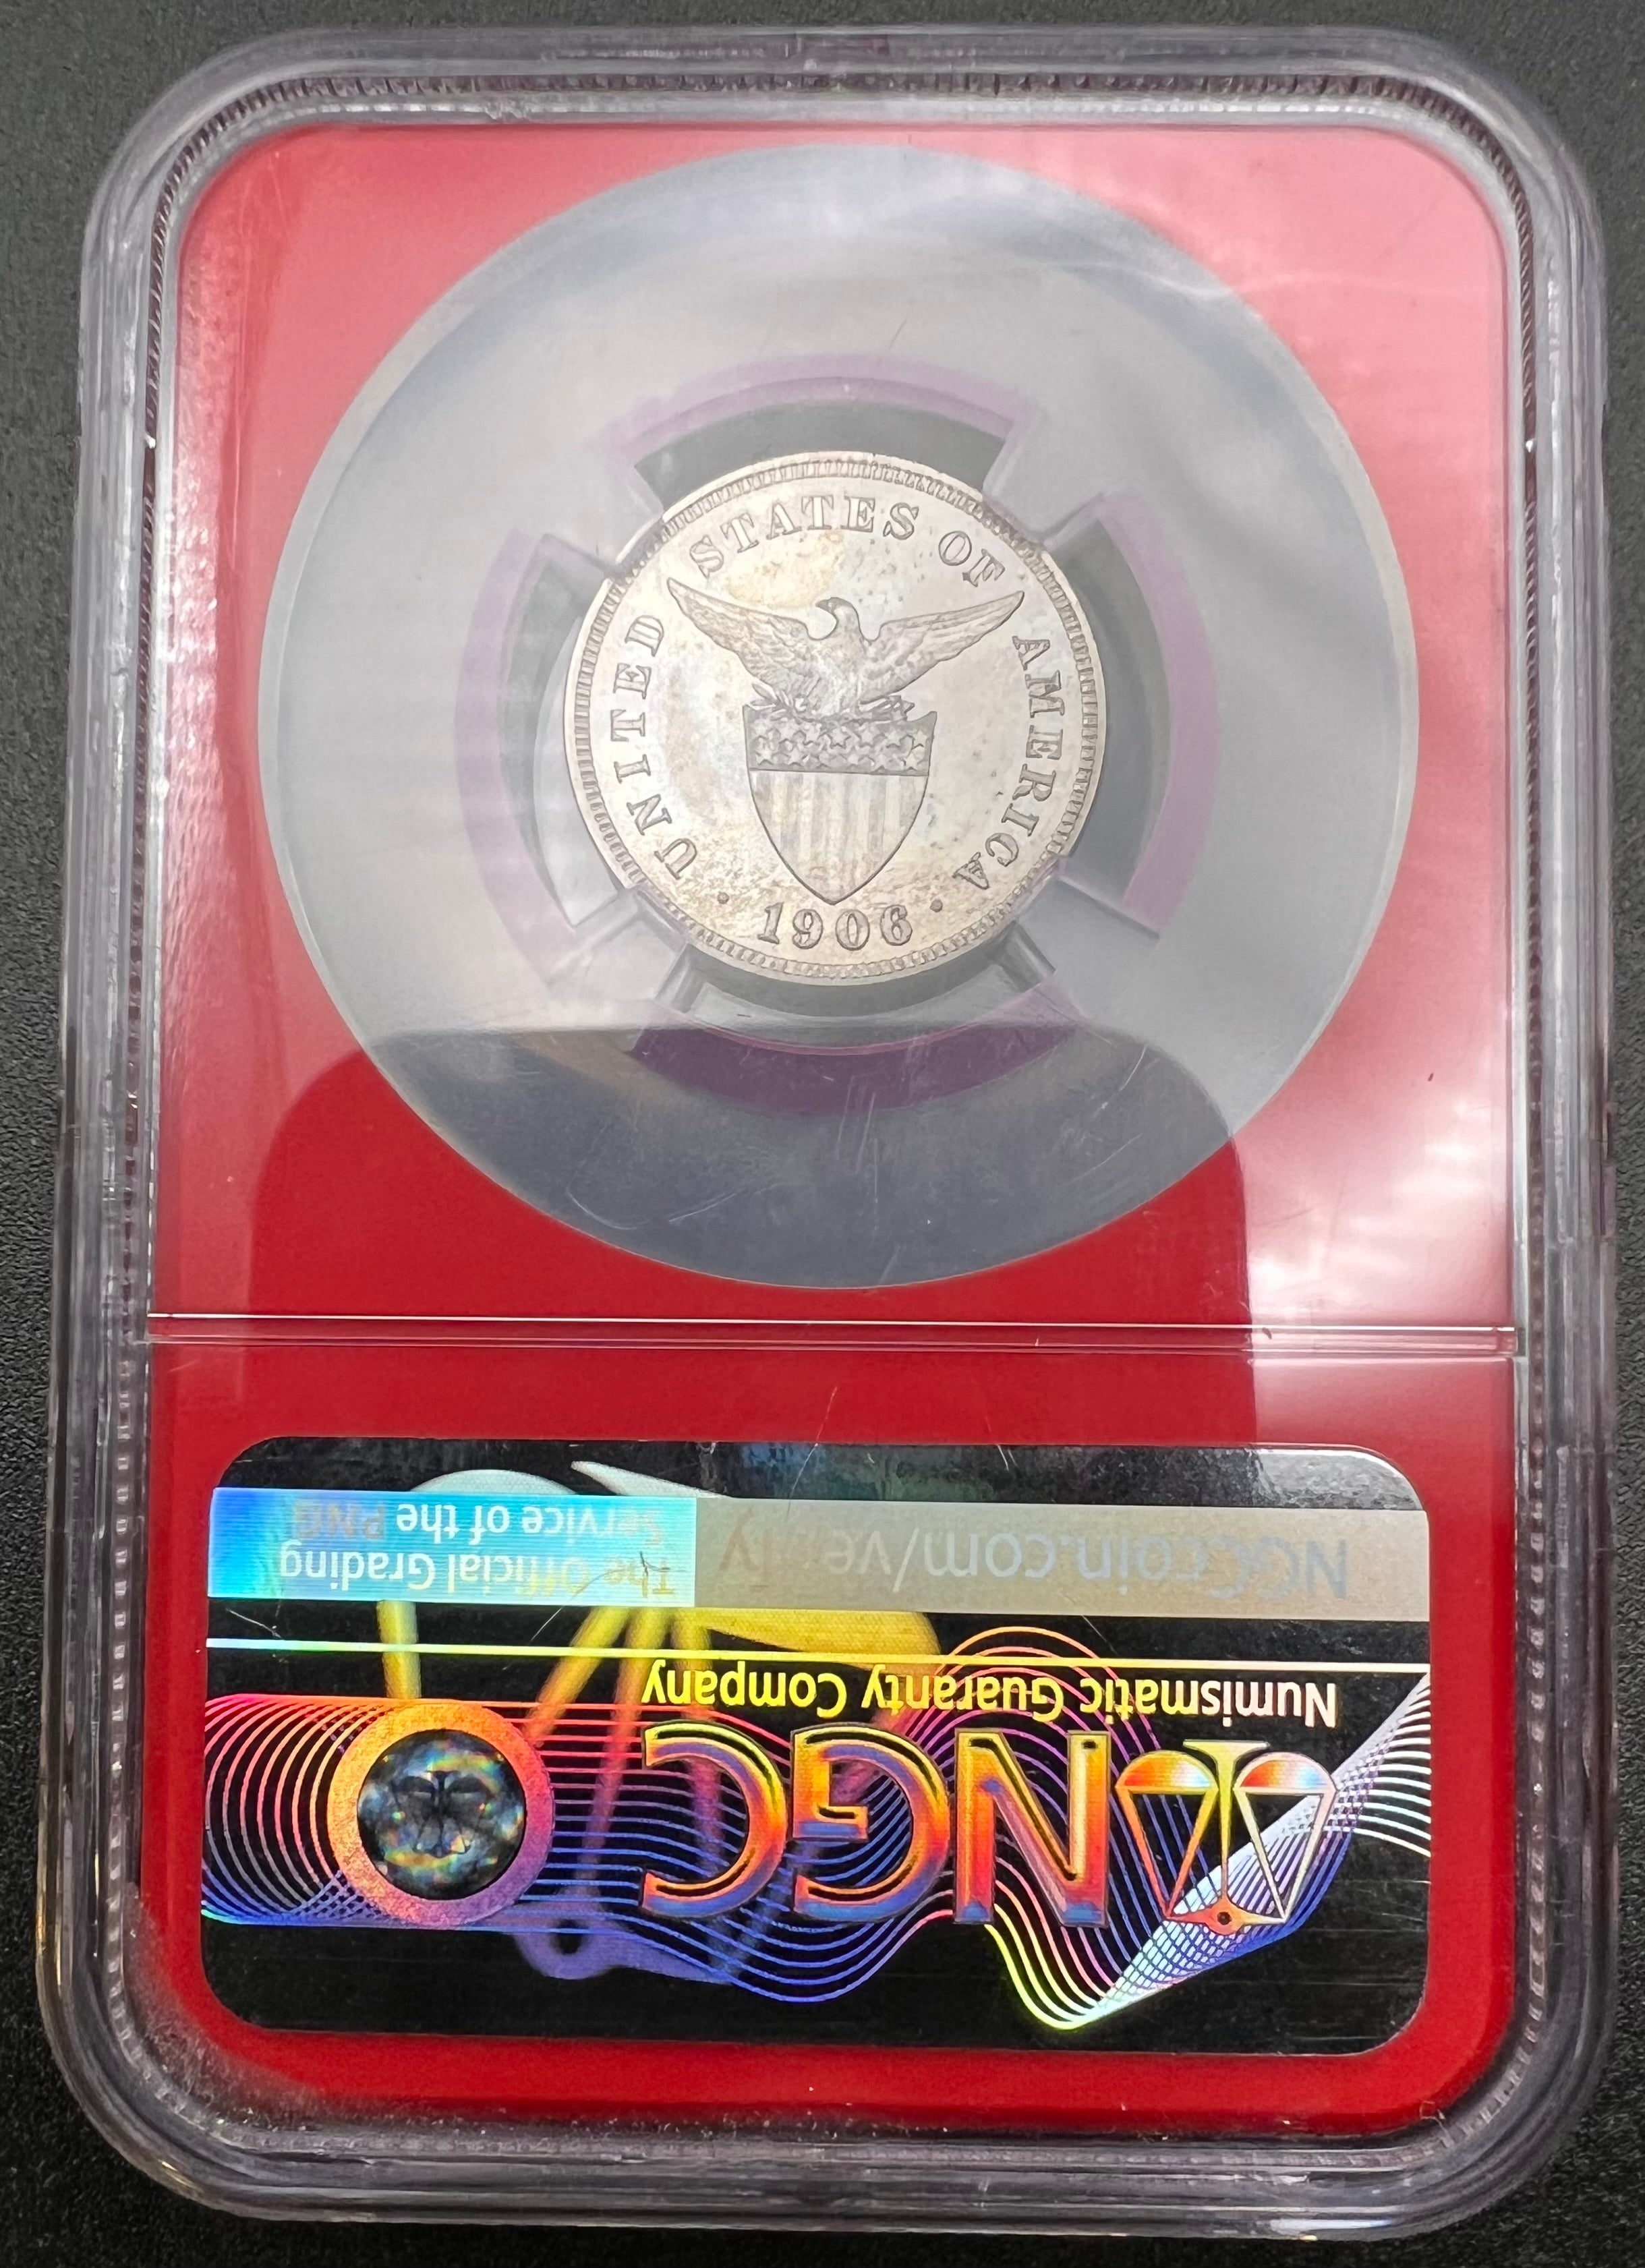 UNITED STATES OF AMERICA
· 1906 ·
NGC
Numismatic Guaranty Company
NGCcoin.com/verify
The Official Grading
Service of the PNG